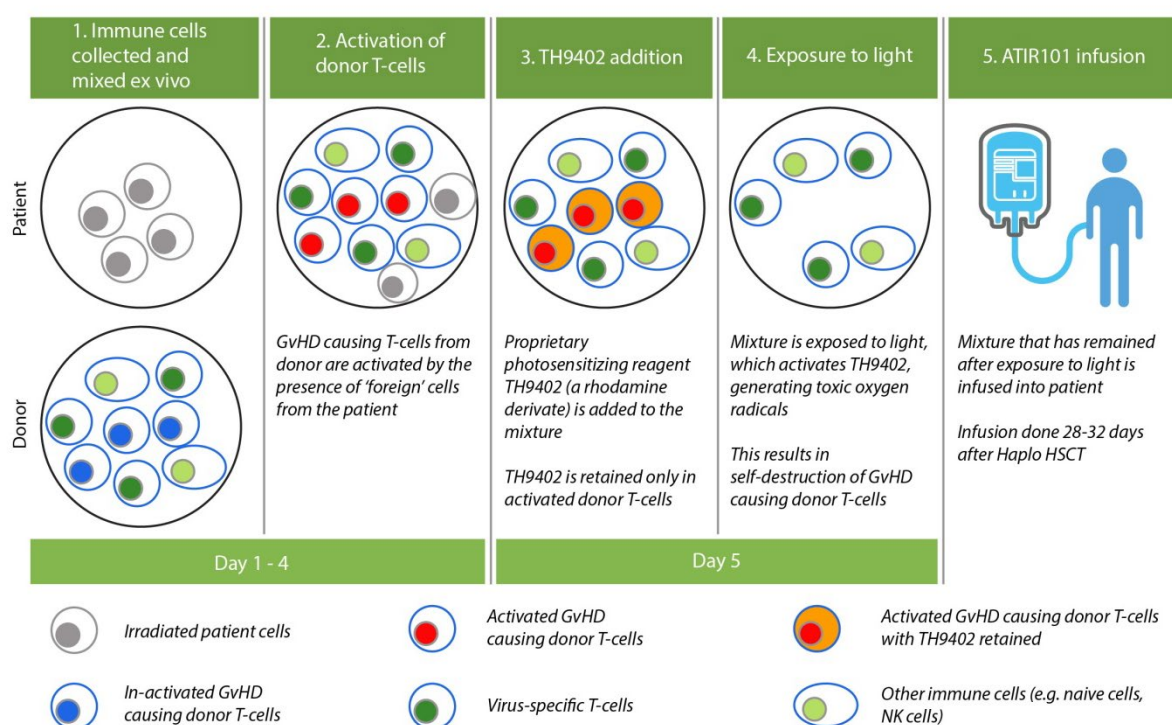 1. Immune cells
collected and
mixed ex vivo
2. Activation of
donor T-cells
3. TH9402 addition
4. Exposure to light
5. ATIR101 infusion
Patient
Donor
GvHD causing T-cells from
donor are activated by the
presence of ‘foreign’ cells
from the patient
Proprietary
photosensitizing reagent
TH9402 (a rhodamine
derivate) is added to the
mixture
TH9402 is retained only in
activated donor T-cells
Mixture is exposed to light,
which activates TH9402,
generating toxic oxygen
radicals
This results in
self-destruction of GvHD
causing donor T-cells
Mixture that has remained
after exposure to light is
infused into patient
Infusion done 28-32 days
after Haplo HSCT
Day 1 - 4
Day 5
Irradiated patient cells
Activated GvHD
causing donor T-cells
Activated GvHD causing donor T-cells
with TH9402 retained
In-activated GvHD
causing donor T-cells
Virus-specific T-cells
Other immune cells (e.g. naive cells,
NK cells)